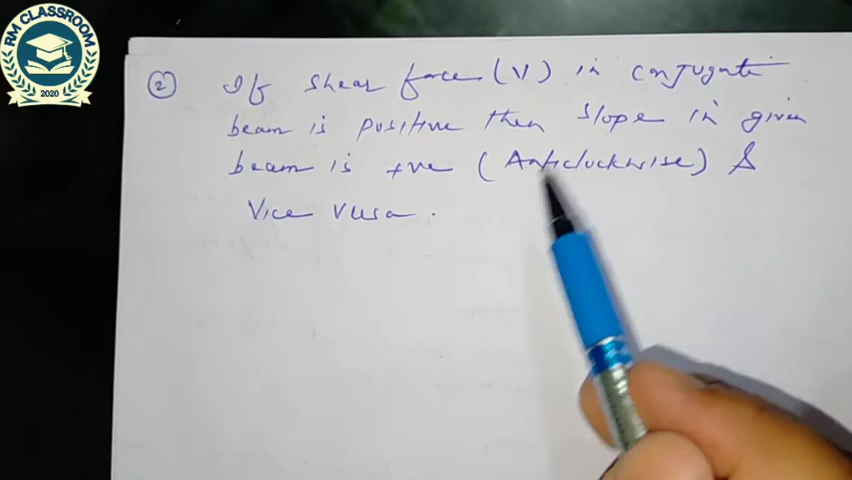 RM CLASSROOM
2020
② If shear force (V) in conjugate
beam is positive then slope in given
beam is +ve (Anticlockwise) &
Vice Versa.